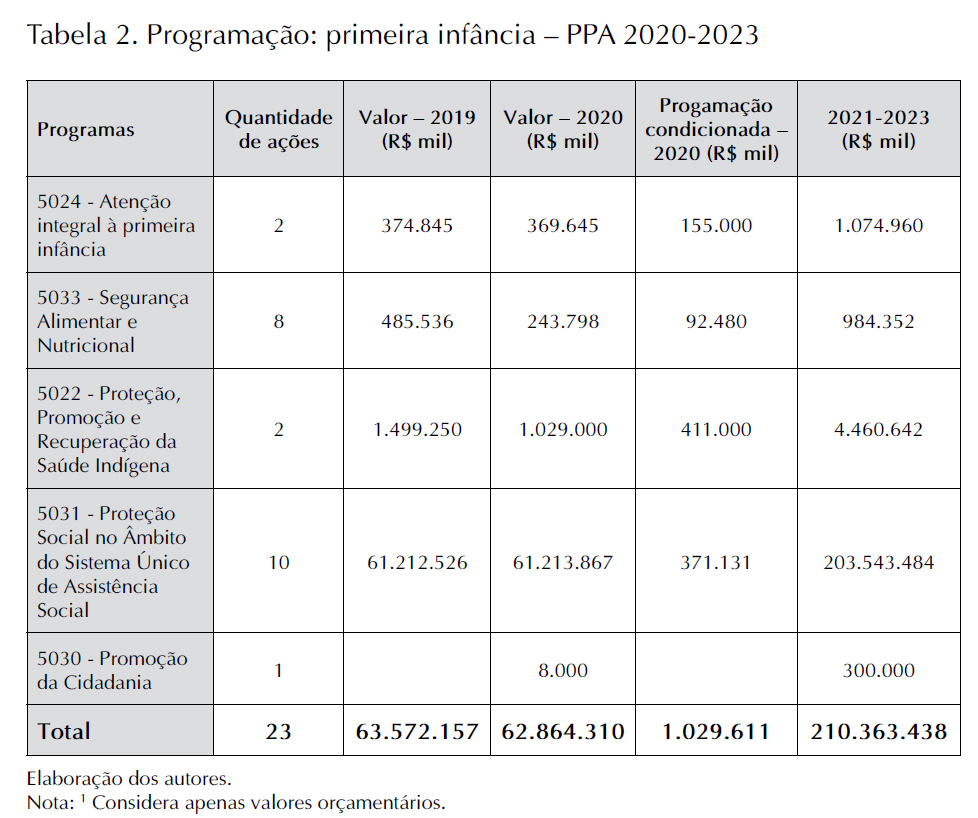 Tabela 2. Programação: primeira infância – PPA 2020-2023
Programas
Quantidade
de ações
Valor – 2019
(R$ mil)
Valor – 2020
(R$ mil)
Progamação
condicionada –
2020 (R$ mil)
2021-2023
(R$ mil)
5024 - Atenção
integral à primeira
infância
2
374.845
369.645
155.000
1.074.960
5033 - Segurança
Alimentar e
Nutricional
8
485.536
243.798
92.480
984.352
5022 - Proteção,
Promoção e
Recuperação da
Saúde Indígena
2
1.499.250
1.029.000
411.000
4.460.642
5031 - Proteção
Social no Âmbito
do Sistema Único
de Assistência
Social
10
61.212.526
61.213.867
371.131
203.543.484
5030 - Promoção
da Cidadania
1
8.000
300.000
Total
23
63.572.157
62.864.310
1.029.611
210.363.438
Elaboração dos autores.
Nota: ¹ Considera apenas valores orçamentários.